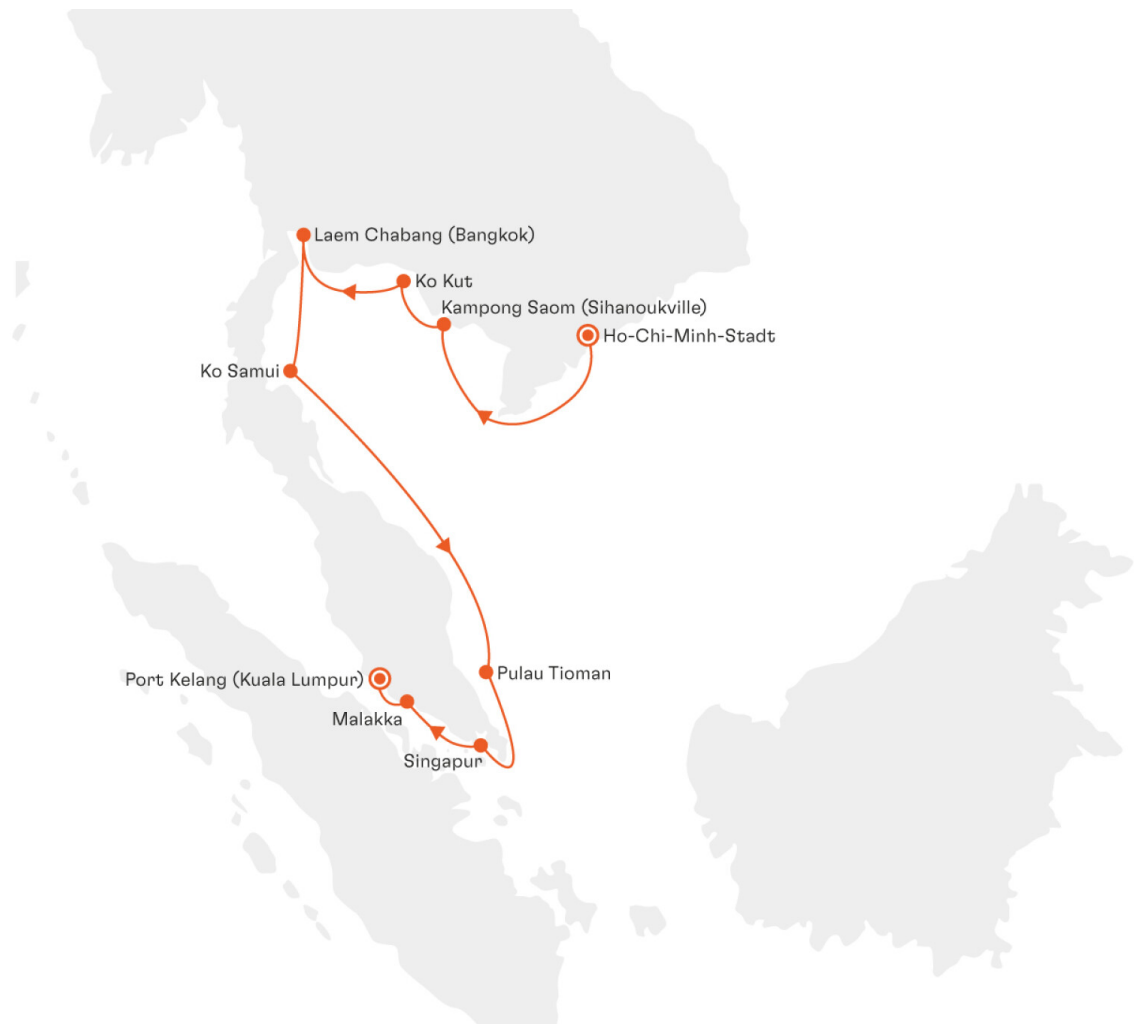 Laem Chabang (Bangkok)
Ko Kut
Kampong Saom (Sihanoukville)
Ho-Chi-Minh-Stadt
Ko Samui
Pulau Tioman
Port Kelang (Kuala Lumpur)
Malakka
Singapur